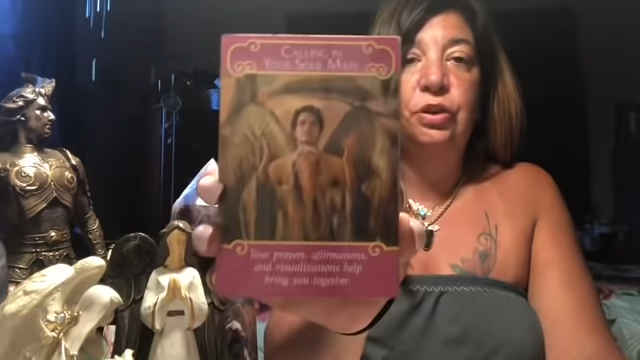 CALLING IN
YOUR SOUL MATE
Your prayers, affirmations,
and visualizations help
bring you together.